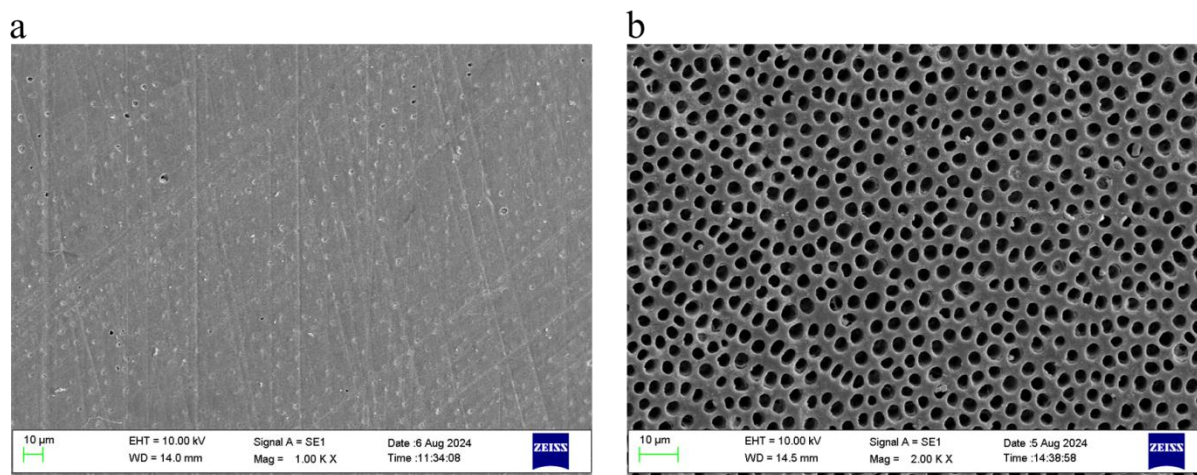 a
b
10 µm
EHT = 10.00 kV
Signal A = SE1
Date :6 Aug 2024
WD = 14.0 mm
Mag = 1.00 K X
Time :11:34:08
ZEISS
10 µm
EHT = 10.00 kV
Signal A = SE1
Date :5 Aug 2024
WD = 14.5 mm
Mag = 2.00 K X
Time :14:38:58
ZEISS